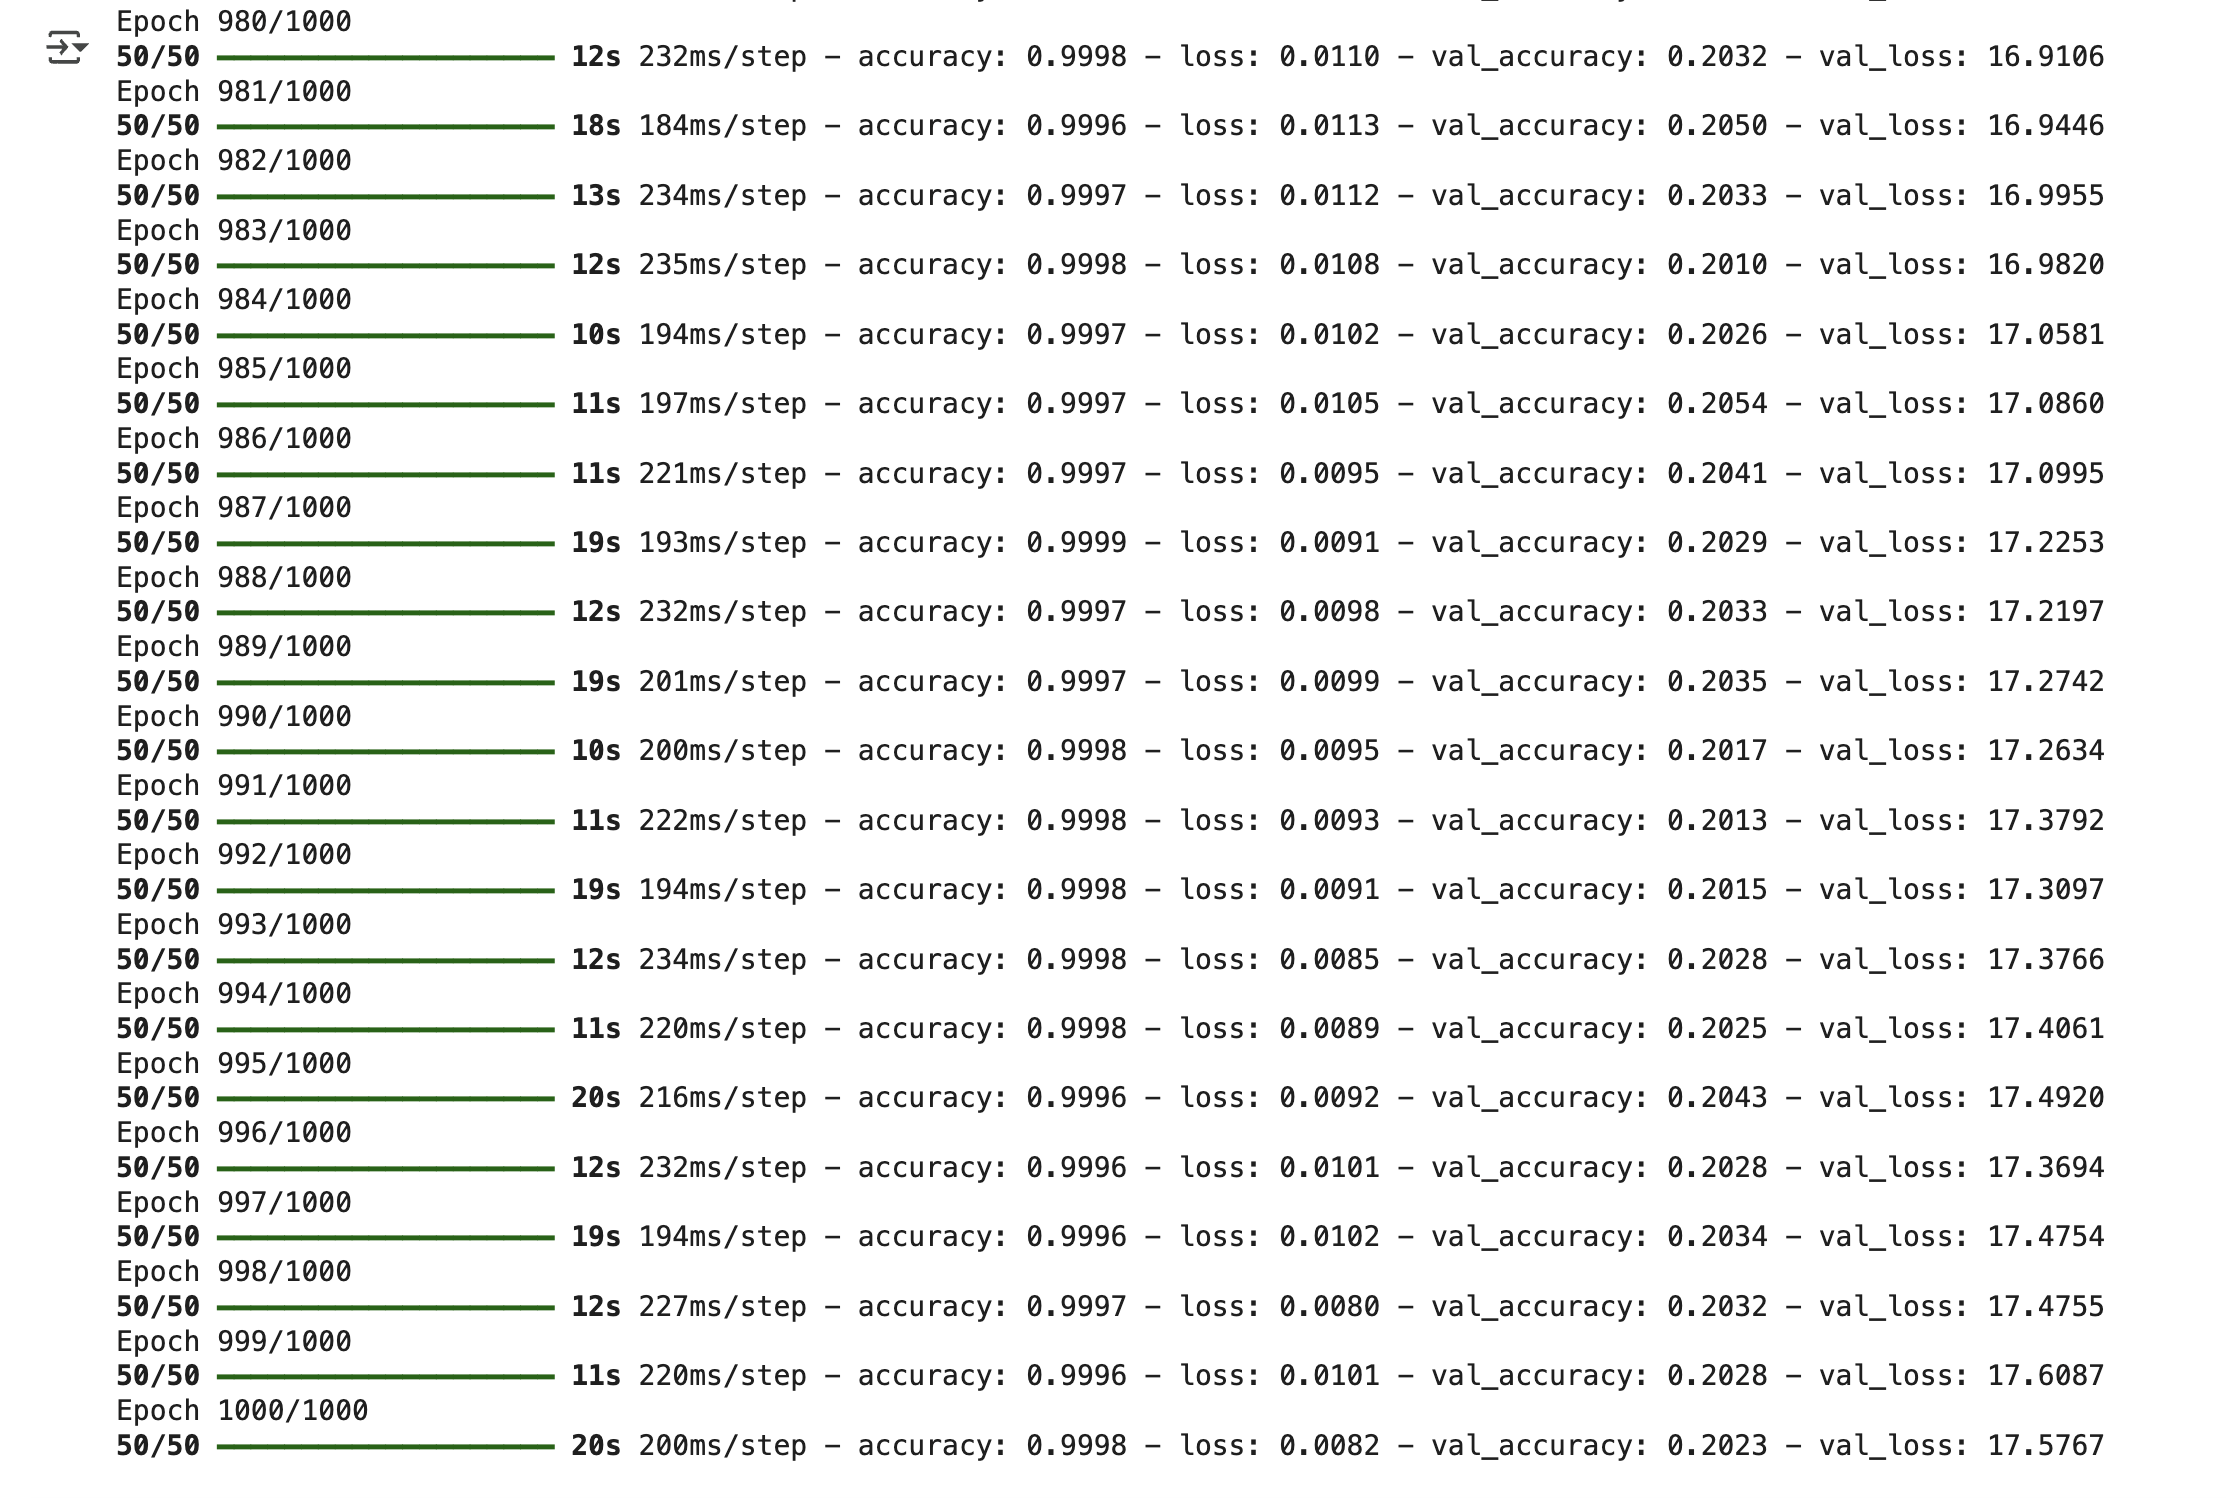 Epoch 980/1000
50/50 ━━━━━━━━━━━━━━━━━━━━ 12s 232ms/step - accuracy: 0.9998 - loss: 0.0110 - val_accuracy: 0.2032 - val_loss: 16.9106
Epoch 981/1000
50/50 ━━━━━━━━━━━━━━━━━━━━ 18s 184ms/step - accuracy: 0.9996 - loss: 0.0113 - val_accuracy: 0.2050 - val_loss: 16.9446
Epoch 982/1000
50/50 ━━━━━━━━━━━━━━━━━━━━ 13s 234ms/step - accuracy: 0.9997 - loss: 0.0112 - val_accuracy: 0.2033 - val_loss: 16.9955
Epoch 983/1000
50/50 ━━━━━━━━━━━━━━━━━━━━ 12s 235ms/step - accuracy: 0.9998 - loss: 0.0108 - val_accuracy: 0.2010 - val_loss: 16.9820
Epoch 984/1000
50/50 ━━━━━━━━━━━━━━━━━━━━ 10s 194ms/step - accuracy: 0.9997 - loss: 0.0102 - val_accuracy: 0.2026 - val_loss: 17.0581
Epoch 985/1000
50/50 ━━━━━━━━━━━━━━━━━━━━ 11s 197ms/step - accuracy: 0.9997 - loss: 0.0105 - val_accuracy: 0.2054 - val_loss: 17.0860
Epoch 986/1000
50/50 ━━━━━━━━━━━━━━━━━━━━ 11s 221ms/step - accuracy: 0.9997 - loss: 0.0095 - val_accuracy: 0.2041 - val_loss: 17.0995
Epoch 987/1000
50/50 ━━━━━━━━━━━━━━━━━━━━ 19s 193ms/step - accuracy: 0.9999 - loss: 0.0091 - val_accuracy: 0.2029 - val_loss: 17.2253
Epoch 988/1000
50/50 ━━━━━━━━━━━━━━━━━━━━ 12s 232ms/step - accuracy: 0.9997 - loss: 0.0098 - val_accuracy: 0.2033 - val_loss: 17.2197
Epoch 989/1000
50/50 ━━━━━━━━━━━━━━━━━━━━ 19s 201ms/step - accuracy: 0.9997 - loss: 0.0099 - val_accuracy: 0.2035 - val_loss: 17.2742
Epoch 990/1000
50/50 ━━━━━━━━━━━━━━━━━━━━ 10s 200ms/step - accuracy: 0.9998 - loss: 0.0095 - val_accuracy: 0.2017 - val_loss: 17.2634
Epoch 991/1000
50/50 ━━━━━━━━━━━━━━━━━━━━ 11s 222ms/step - accuracy: 0.9998 - loss: 0.0093 - val_accuracy: 0.2013 - val_loss: 17.3792
Epoch 992/1000
50/50 ━━━━━━━━━━━━━━━━━━━━ 19s 194ms/step - accuracy: 0.9998 - loss: 0.0091 - val_accuracy: 0.2015 - val_loss: 17.3097
Epoch 993/1000
50/50 ━━━━━━━━━━━━━━━━━━━━ 12s 234ms/step - accuracy: 0.9998 - loss: 0.0085 - val_accuracy: 0.2028 - val_loss: 17.3766
Epoch 994/1000
50/50 ━━━━━━━━━━━━━━━━━━━━ 11s 220ms/step - accuracy: 0.9998 - loss: 0.0089 - val_accuracy: 0.2025 - val_loss: 17.4061
Epoch 995/1000
50/50 ━━━━━━━━━━━━━━━━━━━━ 20s 216ms/step - accuracy: 0.9996 - loss: 0.0092 - val_accuracy: 0.2043 - val_loss: 17.4920
Epoch 996/1000
50/50 ━━━━━━━━━━━━━━━━━━━━ 12s 232ms/step - accuracy: 0.9996 - loss: 0.0101 - val_accuracy: 0.2028 - val_loss: 17.3694
Epoch 997/1000
50/50 ━━━━━━━━━━━━━━━━━━━━ 19s 194ms/step - accuracy: 0.9996 - loss: 0.0102 - val_accuracy: 0.2034 - val_loss: 17.4754
Epoch 998/1000
50/50 ━━━━━━━━━━━━━━━━━━━━ 12s 227ms/step - accuracy: 0.9997 - loss: 0.0080 - val_accuracy: 0.2032 - val_loss: 17.4755
Epoch 999/1000
50/50 ━━━━━━━━━━━━━━━━━━━━ 11s 220ms/step - accuracy: 0.9996 - loss: 0.0101 - val_accuracy: 0.2028 - val_loss: 17.6087
Epoch 1000/1000
50/50 ━━━━━━━━━━━━━━━━━━━━ 20s 200ms/step - accuracy: 0.9998 - loss: 0.0082 - val_accuracy: 0.2023 - val_loss: 17.5767